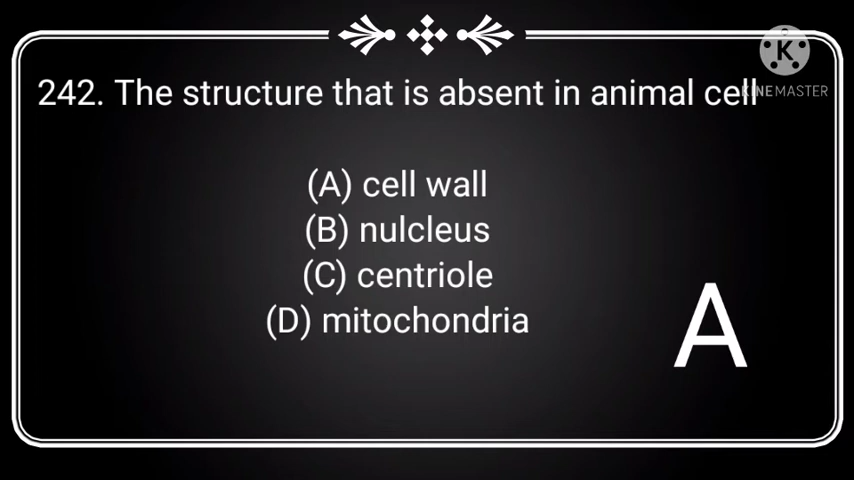 242. The structure that is absent in animal cell
K
KINEMASTER
(A) cell wall
(B) nulcleus
(C) centriole
(D) mitochondria
A